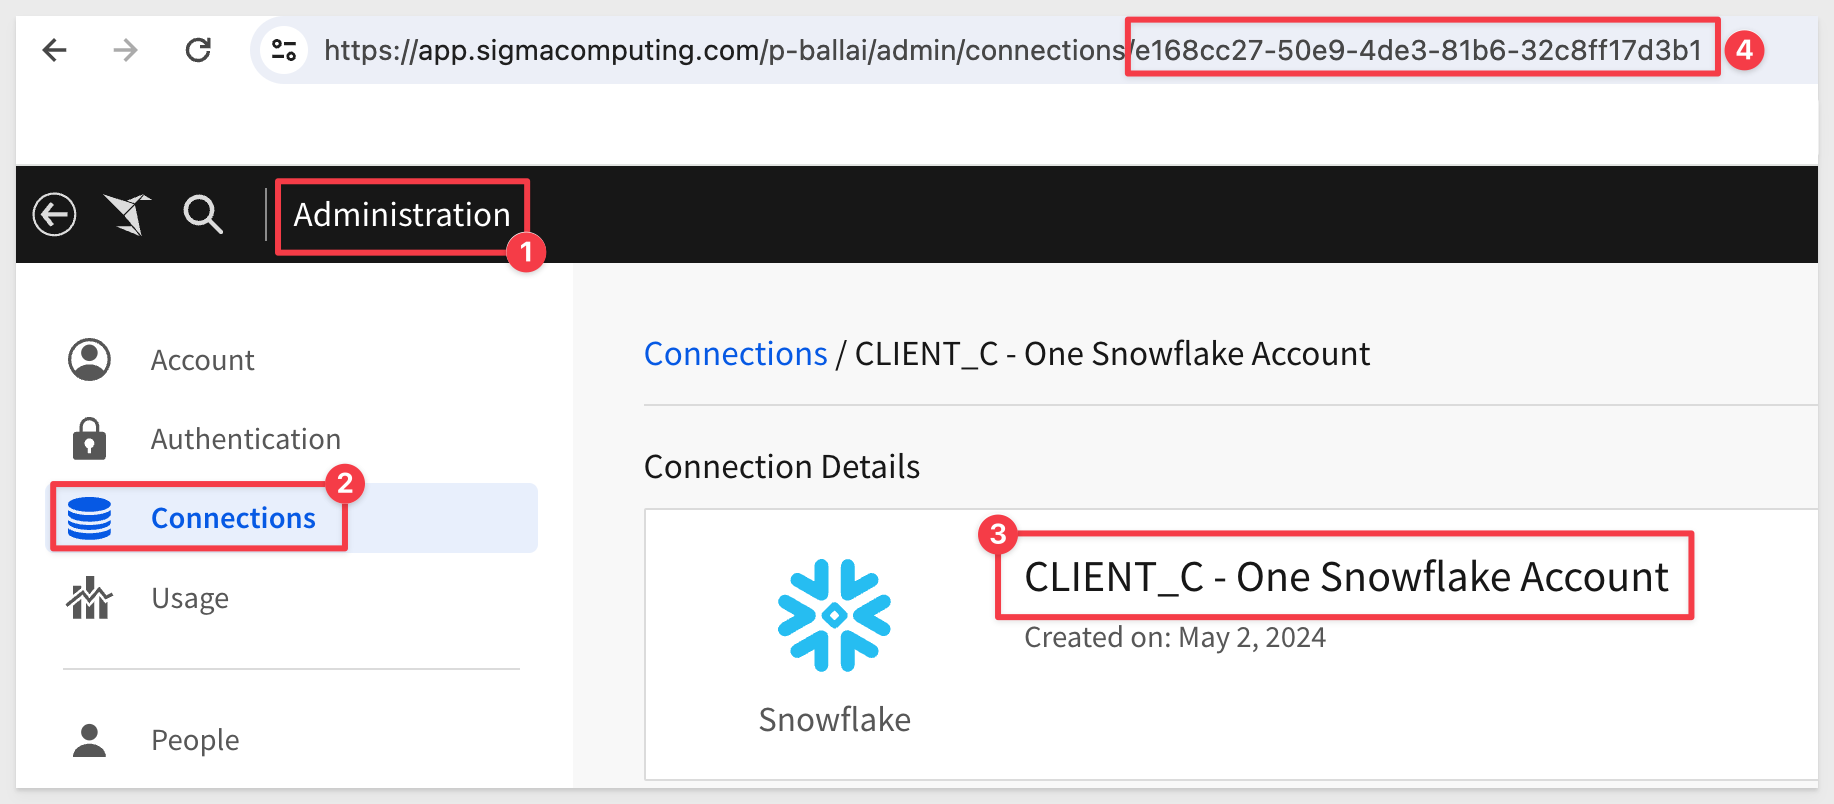 https://app.sigmacomputing.com/p-ballai/admin/connections/e168cc27-50e9-4de3-81b6-32c8ff17d3b1 4
Administration
1
Account
Authentication
Connections
2
Usage
People
Connections / CLIENT_C - One Snowflake Account
Connection Details
3
CLIENT_C - One Snowflake Account
Created on: May 2, 2024
Snowflake